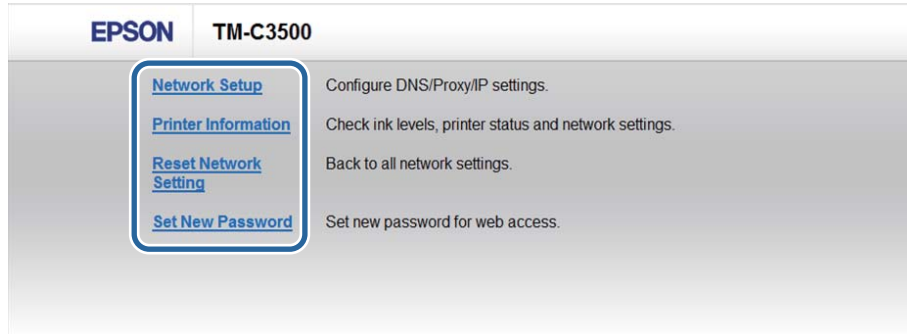 EPSON TM-C3500
Network Setup Configure DNS/Proxy/IP settings.
Printer Information Check ink levels, printer status and network settings.
Reset Network Back to all network settings.
Setting
Set New Password Set new password for web access.